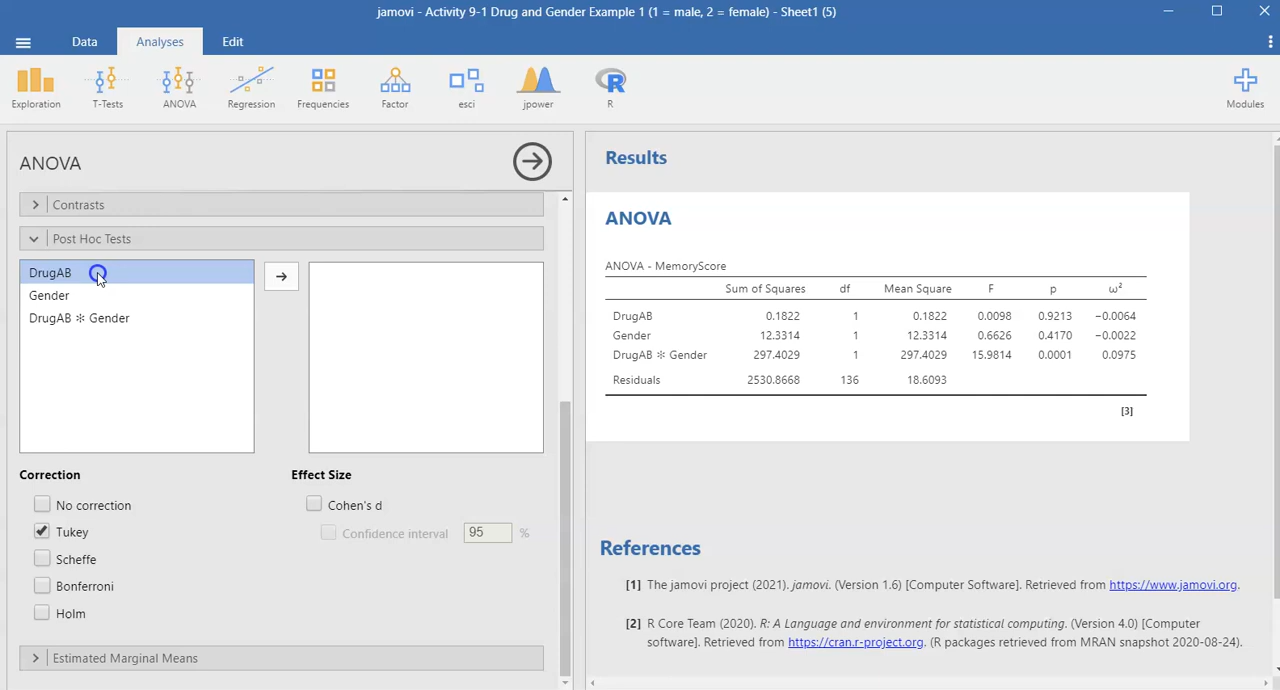 jamovi - Activity 9-1 Drug and Gender Example 1 (1 = male, 2 = female) - Sheet1 (5)
Data Analyses Edit
Exploration T-Tests ANOVA Regression Frequencies Factor esci jpower R Modules
ANOVA
Contrasts
Post Hoc Tests
DrugAB
Gender
DrugAB ✻ Gender
Correction
No correction
Tukey
Scheffe
Bonferroni
Holm
Effect Size
Cohen's d
Confidence interval 95 %
Estimated Marginal Means
Results
ANOVA
ANOVA - MemoryScore
Sum of Squares df Mean Square F p ω²
DrugAB 0.1822 1 0.1822 0.0098 0.9213 −0.0064
Gender 12.3314 1 12.3314 0.6626 0.4170 −0.0022
DrugAB ✻ Gender 297.4029 1 297.4029 15.9814 0.0001 0.0975
Residuals 2530.8668 136 18.6093
[3]
References
[1] The jamovi project (2021). jamovi. (Version 1.6) [Computer Software]. Retrieved from https://www.jamovi.org.
[2] R Core Team (2020). R: A Language and environment for statistical computing. (Version 4.0) [Computer
software]. Retrieved from https://cran.r-project.org. (R packages retrieved from MRAN snapshot 2020-08-24).